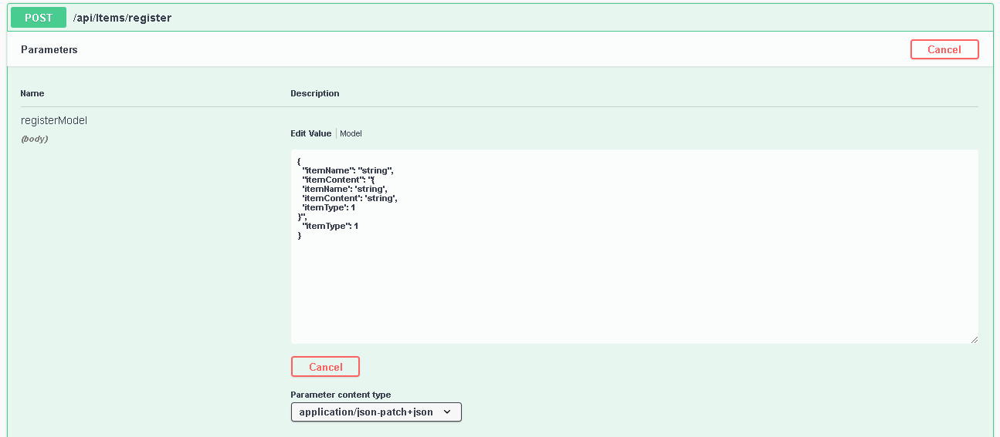 POST /api/Items/register
Parameters
Cancel
Name
Description
registerModel
(body)
Edit Value
Model
{
"itemName": "string",
"itemContent": "{
'itemName': 'string',
'itemContent': 'string',
'itemType': 1
}",
"itemType": 1
}
Cancel
Parameter content type
application/json-patch+json